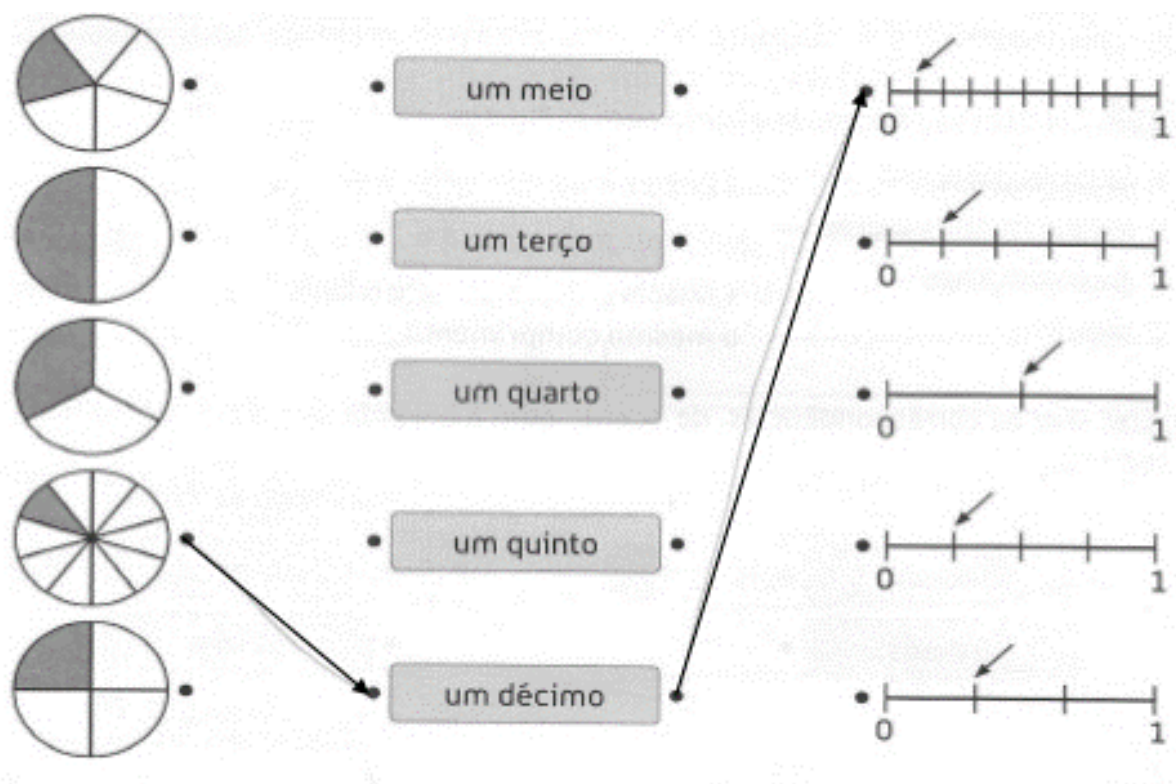 um meio
0 1
um terço
0 1
um quarto
0 1
um quinto
0 1
um décimo
0 1